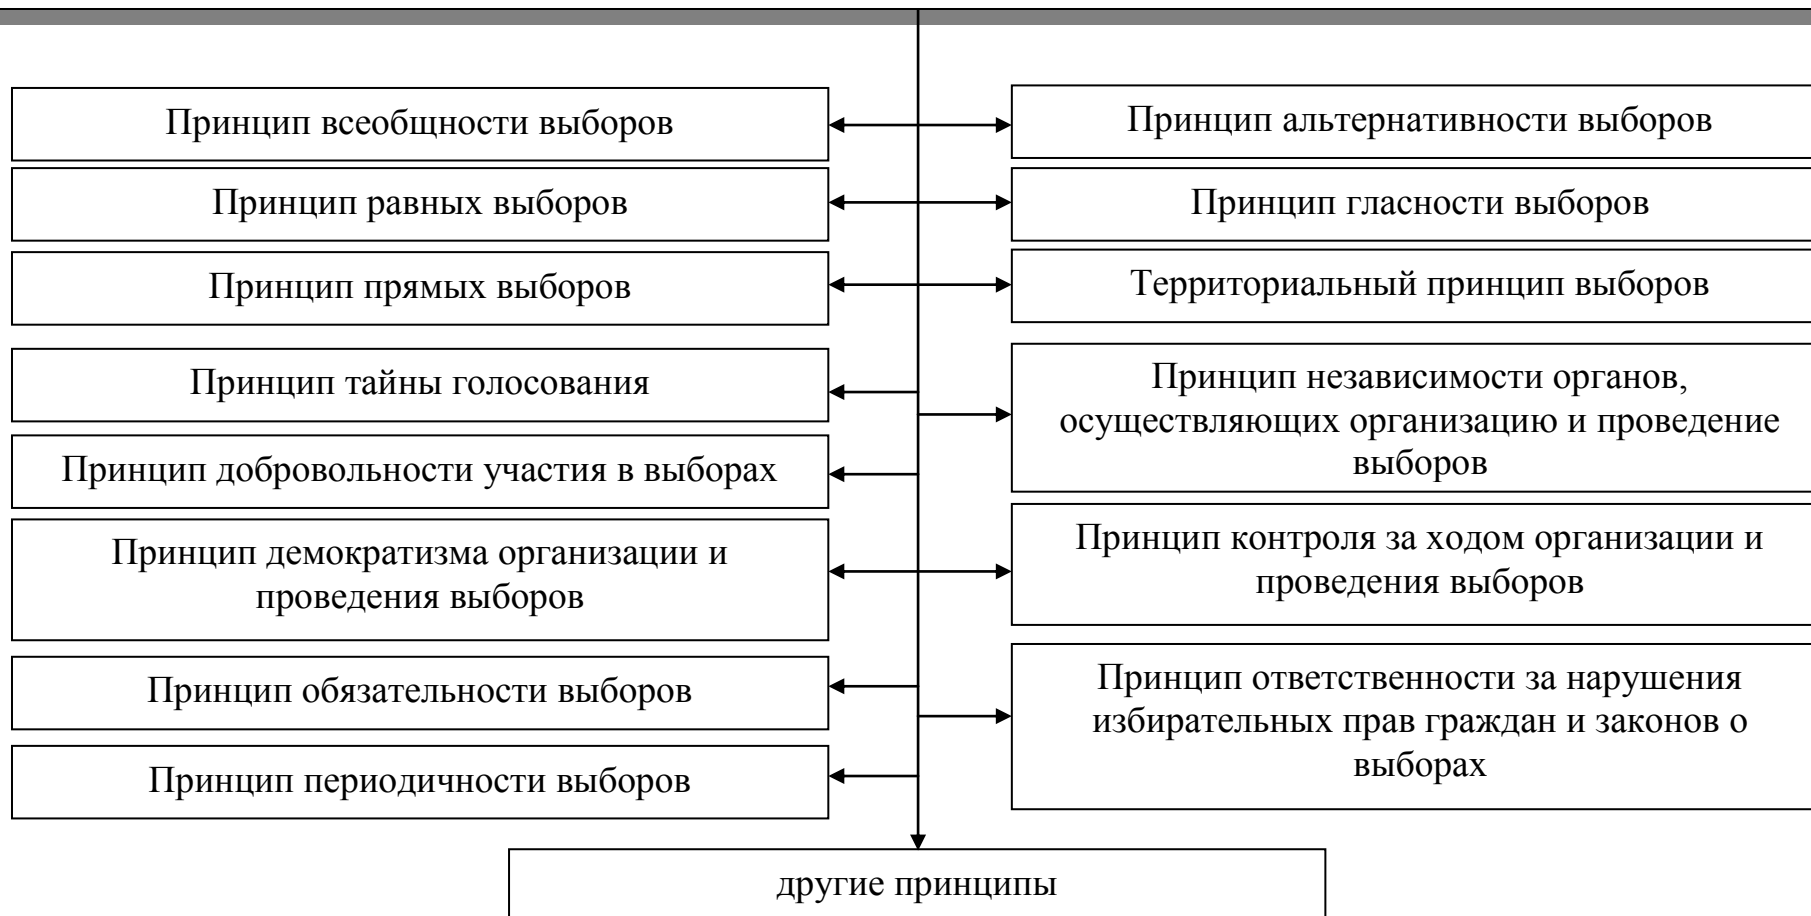 Принцип всеобщности выборов
Принцип равных выборов
Принцип прямых выборов
Принцип тайны голосования
Принцип добровольности участия в выборах
Принцип демократизма организации и
проведения выборов
Принцип обязательности выборов
Принцип периодичности выборов
Принцип альтернативности выборов
Принцип гласности выборов
Территориальный принцип выборов
Принцип независимости органов,
осуществляющих организацию и проведение
выборов
Принцип контроля за ходом организации и
проведения выборов
Принцип ответственности за нарушения
избирательных прав граждан и законов о
выборах
другие принципы